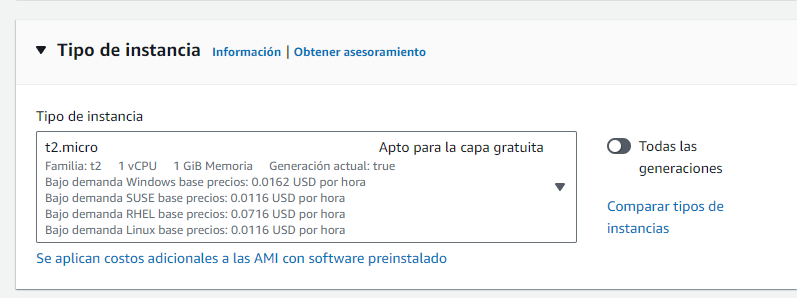 Tipo de instancia Información | Obtener asesoramiento
Tipo de instancia
t2.micro Apto para la capa gratuita
Familia: t2 1 vCPU 1 GiB Memoria Generación actual: true
Bajo demanda Windows base precios: 0.0162 USD por hora
Bajo demanda SUSE base precios: 0.0116 USD por hora
Bajo demanda RHEL base precios: 0.0716 USD por hora
Bajo demanda Linux base precios: 0.0116 USD por hora
Todas las
generaciones
Comparar tipos de
instancias
Se aplican costos adicionales a las AMI con software preinstalado